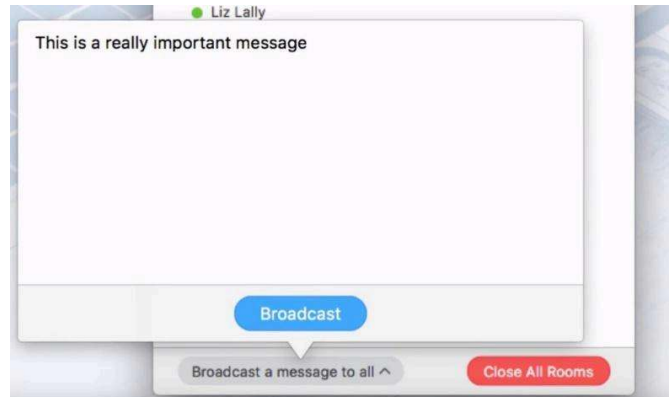 Liz Lally
This is a really important message
Broadcast
Broadcast a message to all
Close All Rooms